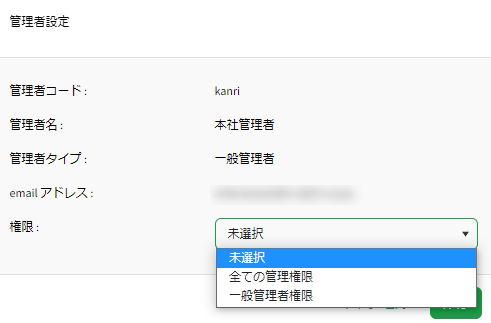 管理者設定
管理者コード : kanri
管理者名 : 本社管理者
管理者タイプ : 一般管理者
email アドレス :
権限 : 未選択
未選択
全ての管理権限
一般管理者権限